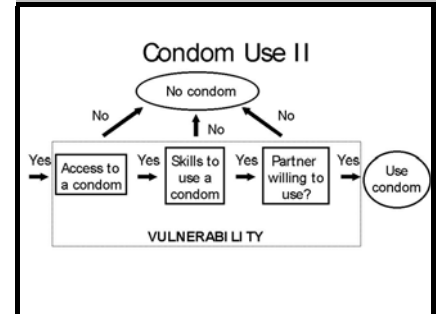 Condom Use II
No condom
No
No
No
Yes
Access to
a condom
Yes
Skills to
use a
condom
Yes
Partner
willing to
use?
Yes
Use
condom
VULNERABILITY